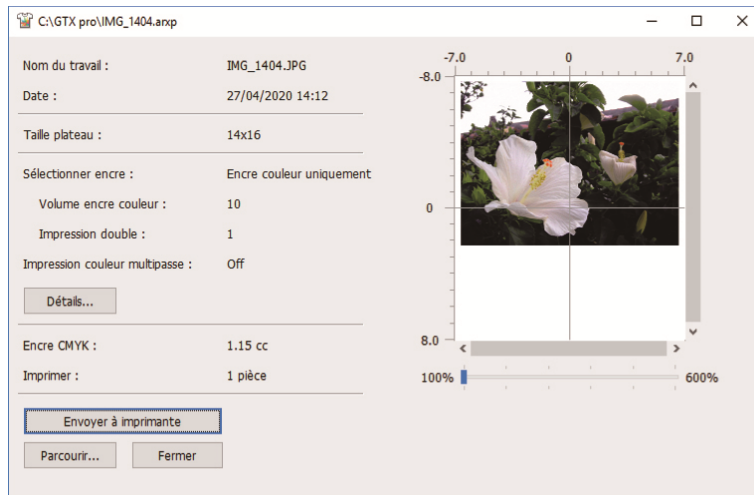 C:\GTX pro\IMG_1404.arxp
Nom du travail : IMG_1404.JPG
Date : 27/04/2020 14:12
Taille plateau : 14x16
Sélectionner encre : Encre couleur uniquement
Volume encre couleur : 10
Impression double : 1
Impression couleur multipasse : Off
Détails...
Encre CMYK : 1.15 cc
Imprimer : 1 pièce
Envoyer à imprimante
Parcourir... Fermer
-7.0 0 7.0
-8.0
0
8.0
100% 600%